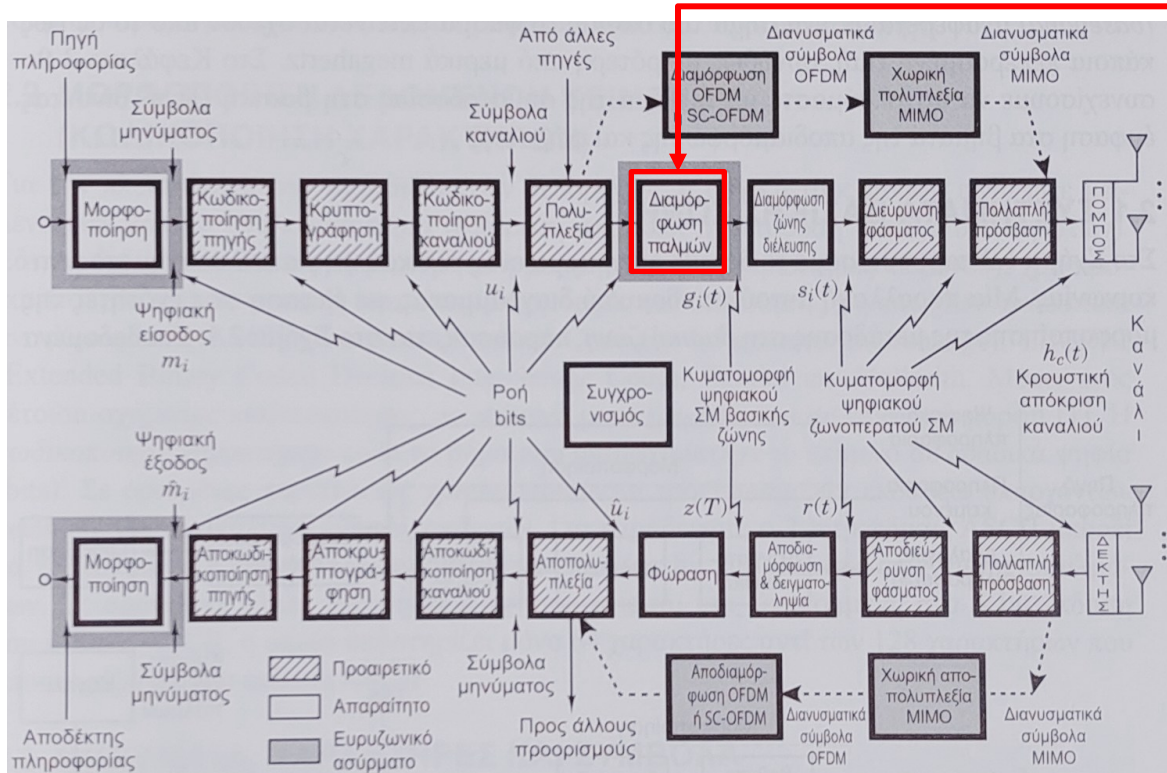 Πηγή
πληροφορίας
Σύμβολα
μηνύματος
Από άλλες
πηγές
Σύμβολα
καναλιού
Διαμόρφωση
OFDM ή
SC-OFDM
Διανυσματικά
σύμβολα
OFDM
Χωρική
πολυπλεξία
MIMO
Διανυσματικά
σύμβολα
MIMO
Μορφο-
ποίηση
Κωδικο-
ποίηση
πηγής
Κρυπτο-
γράφηση
Κωδικο-
ποίηση
καναλιού
Πολυ-
πλεξία
Διαμόρ-
φωση
παλμών
Διαμόρφωση
ζώνης
διέλευσης
Διεύρυνση
φάσματος
Πολλαπλή
πρόσβαση
ΠΟΜΠΟΣ
Ψηφιακή
είσοδος
m_i
u_i
g_i(t)
s_i(t)
Ροή
bits
Συγχρο-
νισμός
Κυματομορφή
ψηφιακού
ΣΜ βασικής
ζώνης
Κυματομορφή
ψηφιακού
ζωνοπερατού ΣΜ
h_c(t)
Κρουστική
απόκριση
καναλιού
Κανάλι
Ψηφιακή
έξοδος
m̂_i
û_i
z(T)
r(t)
Μορφο-
ποίηση
Αποκωδι-
κοποίηση
πηγής
Αποκρυ-
πτογρά-
φηση
Αποκωδι-
κοποίηση
καναλιού
Αποπολυ-
πλεξία
Φώραση
Αποδια-
μόρφωση
& δειγματο-
ληψία
Αποδιεύ-
ρυνση
φάσματος
Πολλαπλή
πρόσβαση
ΔΕΚΤΗΣ
Σύμβολα
μηνύματος
Προαιρετικό
Απαραίτητο
Ευρυζωνικό
ασύρματο
Σύμβολα
μηνύματος
Αποδιαμόρ-
φωση OFDM
ή SC-OFDM
Διανυσματικά
σύμβολα
OFDM
Χωρική απο-
πολυπλεξία
MIMO
Διανυσματικά
σύμβολα
MIMO
Αποδέκτης
πληροφορίας
Προς άλλους
προορισμούς